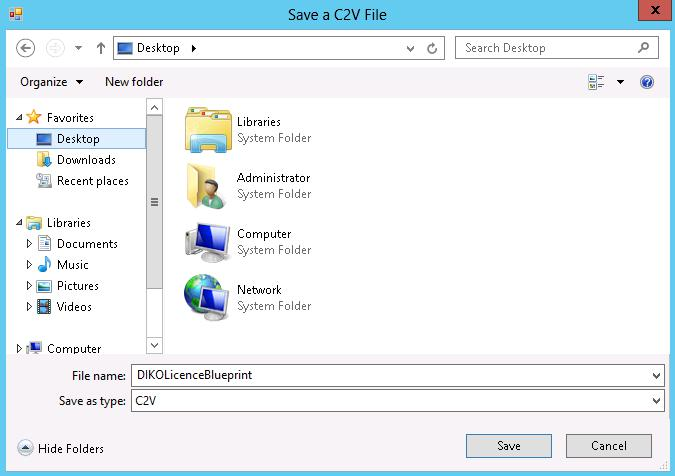 Save a C2V File
x
Desktop
Search Desktop
Organize
New folder
Favorites
Desktop
Downloads
Recent places
Libraries
Documents
Music
Pictures
Videos
Computer
Libraries
System Folder
Administrator
System Folder
Computer
System Folder
Network
System Folder
File name: DIKOLicenceBlueprint
Save as type: C2V
Hide Folders
Save
Cancel